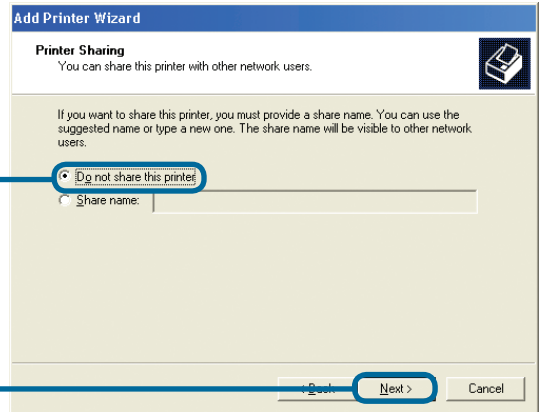 Add Printer Wizard
Printer Sharing
You can share this printer with other network users.
If you want to share this printer, you must provide a share name. You can use the
suggested name or type a new one. The share name will be visible to other network
users.
Do not share this printer
Share name:
< Back Next > Cancel